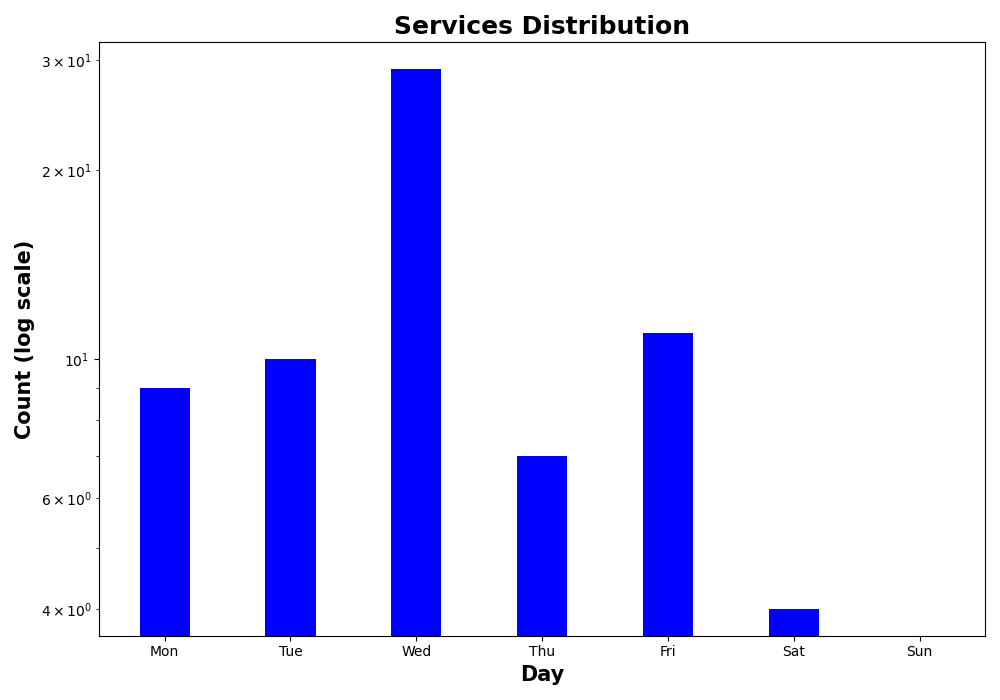 Services Distribution
Count (log scale)
3 × 10¹
2 × 10¹
10¹
6 × 10⁰
4 × 10⁰
Mon Tue Wed Thu Fri Sat Sun
Day